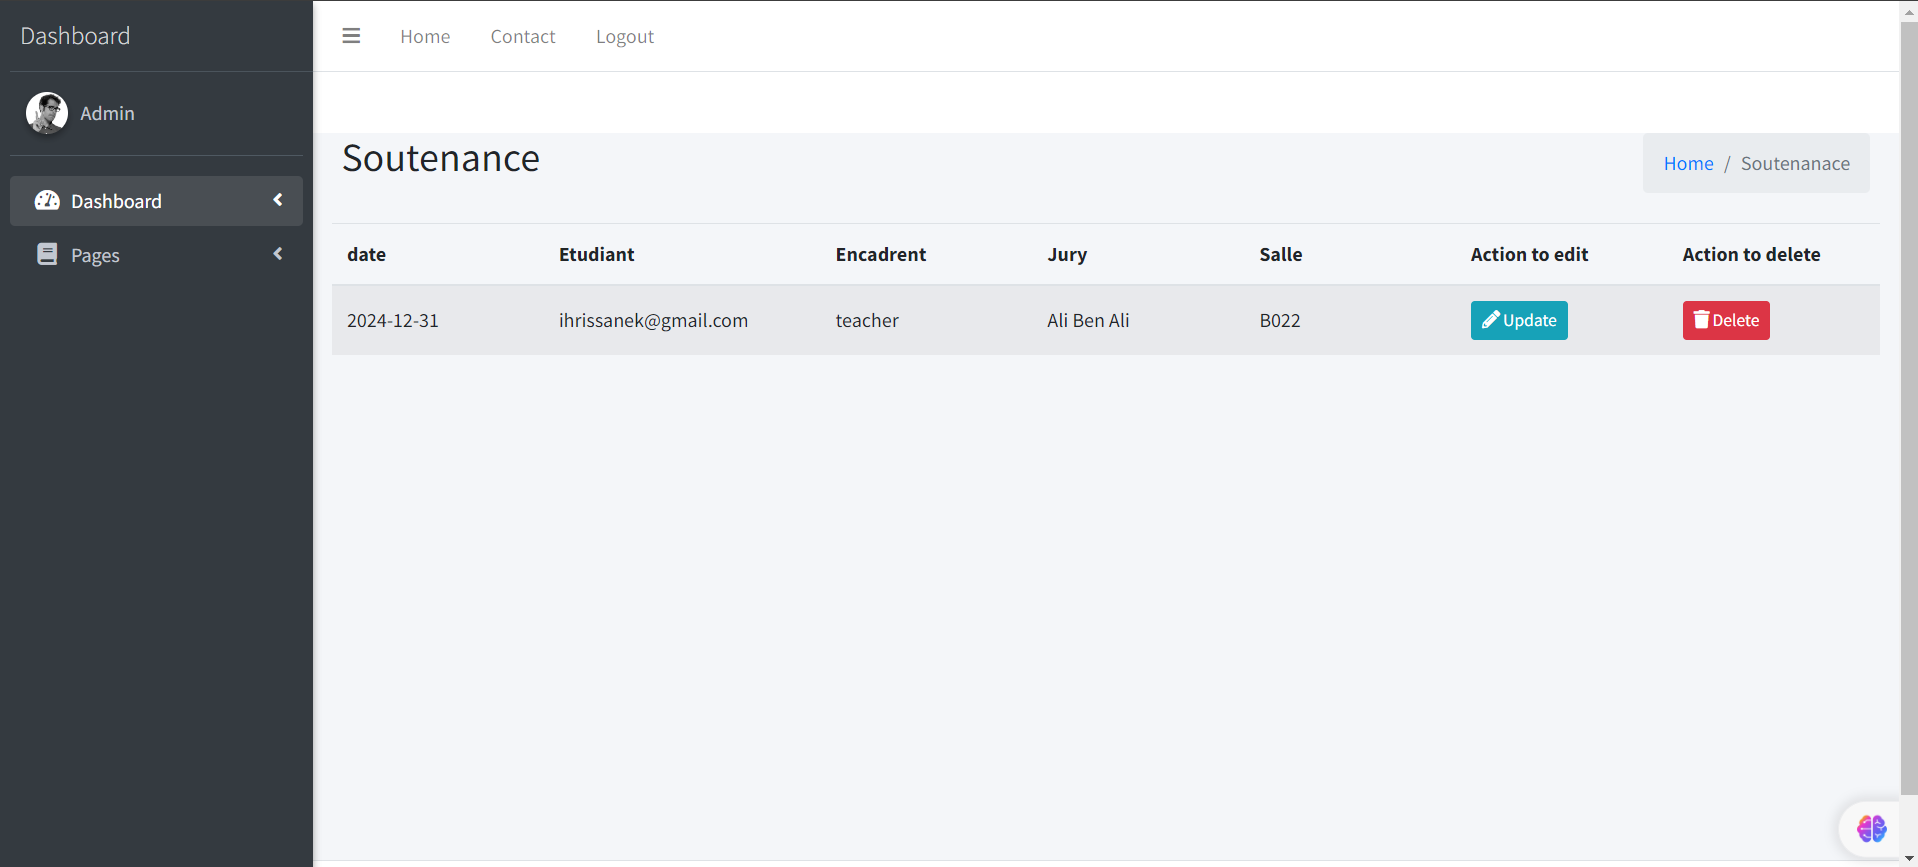 Dashboard
Home Contact Logout
Admin
Dashboard
Pages
Soutenance
Home / Soutenanace
date Etudiant Encadrent Jury Salle Action to edit Action to delete
2024-12-31 ihrissanek@gmail.com teacher Ali Ben Ali B022 Update Delete